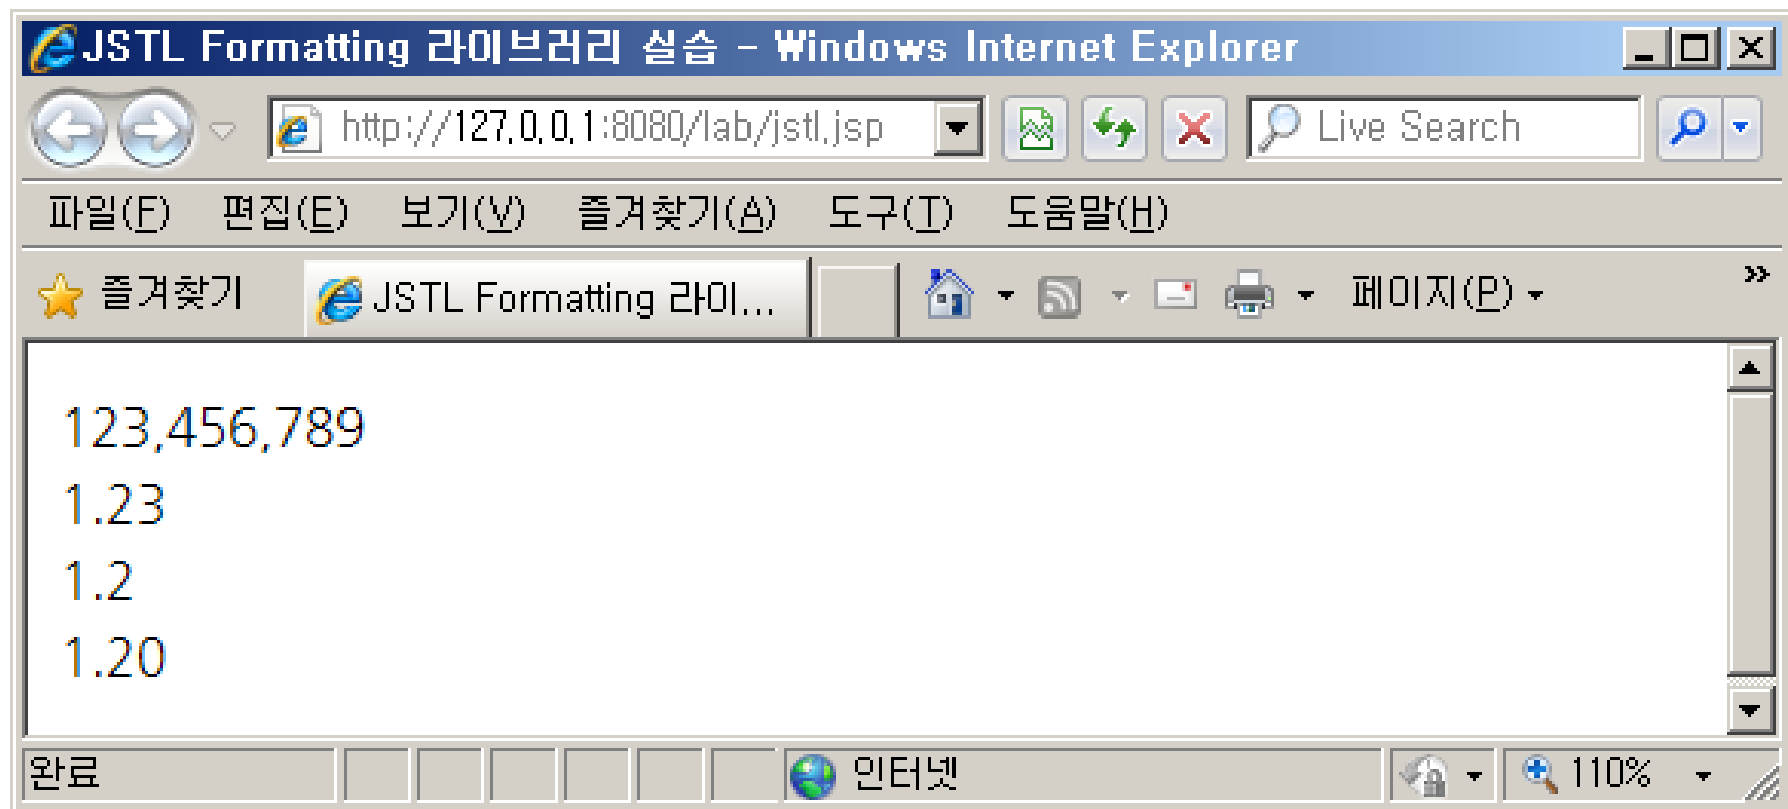 JSTL Formatting 라이브러리 실습 - Windows Internet Explorer
http://127.0.0.1:8080/lab/jstl.jsp Live Search
파일(F) 편집(E) 보기(V) 즐겨찾기(A) 도구(T) 도움말(H)
즐겨찾기 JSTL Formatting 라이... 페이지(P) »
123,456,789
1.23
1.2
1.20
완료 인터넷 110%